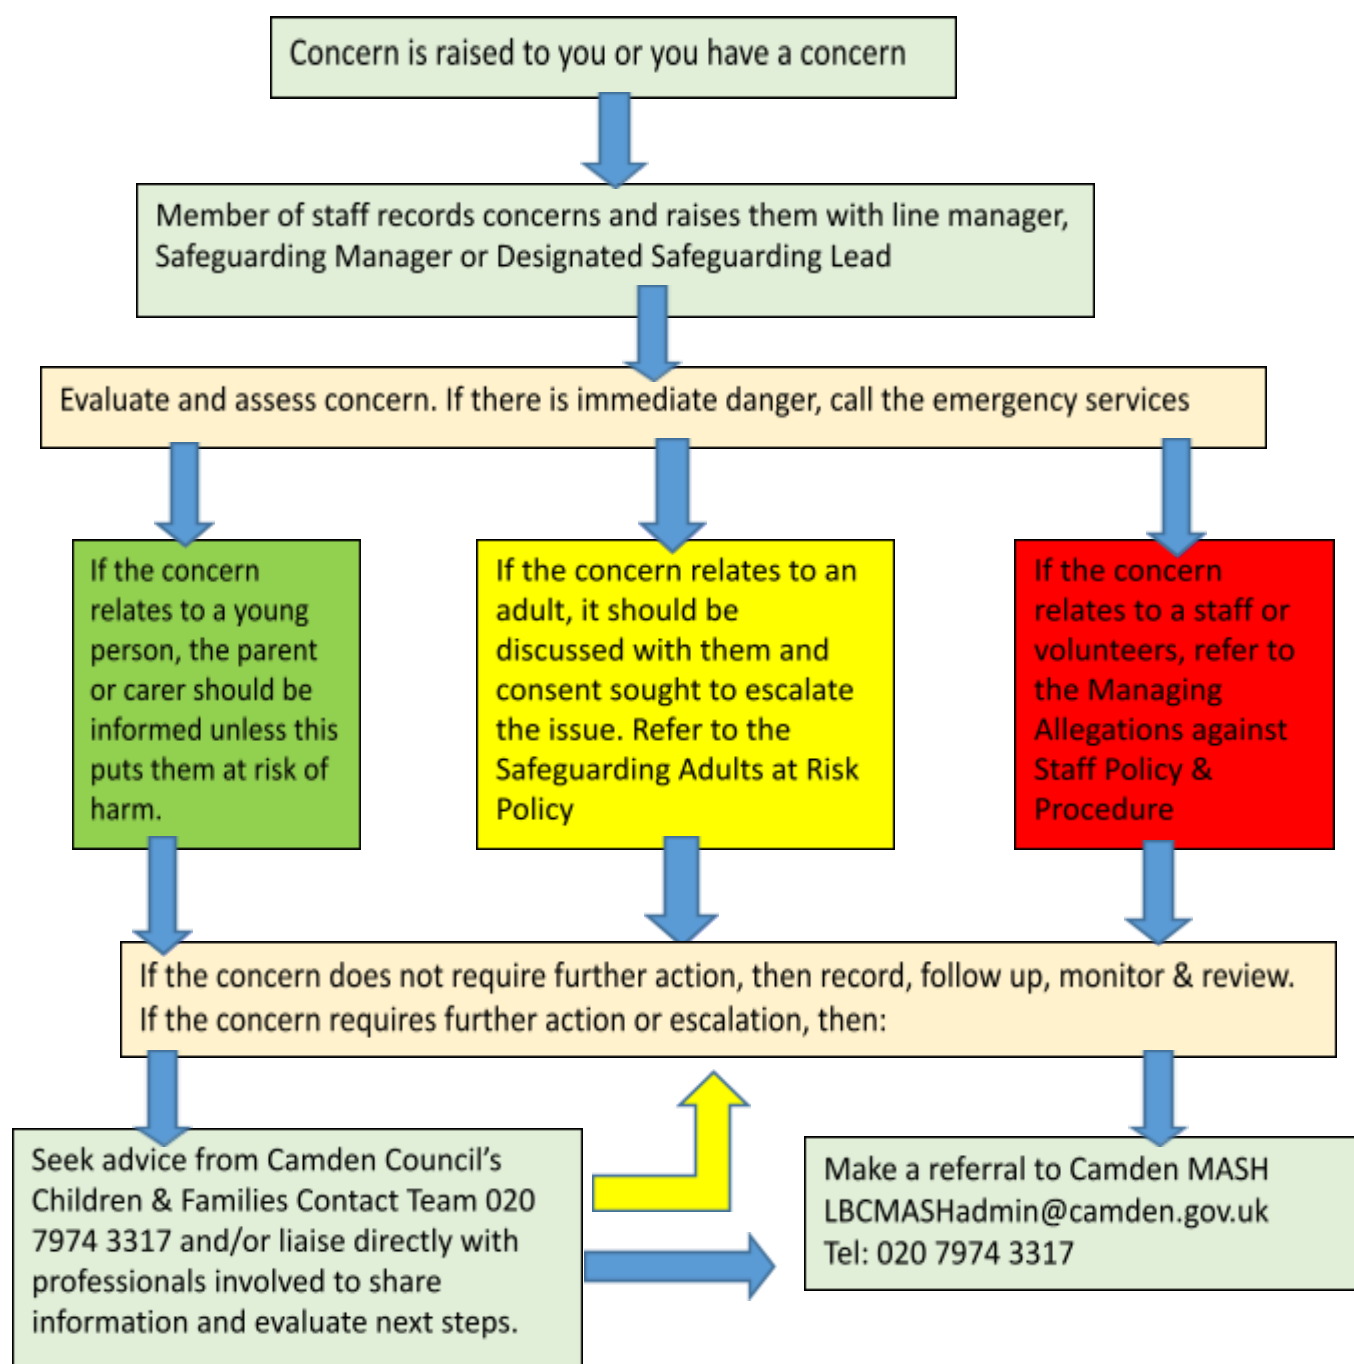 Concern is raised to you or you have a concern
Member of staff records concerns and raises them with line manager,
Safeguarding Manager or Designated Safeguarding Lead
Evaluate and assess concern. If there is immediate danger, call the emergency services
If the concern
relates to a young
person, the parent
or carer should be
informed unless this
puts them at risk of
harm.
If the concern relates to an
adult, it should be
discussed with them and
consent sought to escalate
the issue. Refer to the
Safeguarding Adults at Risk
Policy
If the concern
relates to a staff or
volunteers, refer to
the Managing
Allegations against
Staff Policy &
Procedure
If the concern does not require further action, then record, follow up, monitor & review.
If the concern requires further action or escalation, then:
Seek advice from Camden Council’s
Children & Families Contact Team 020
7974 3317 and/or liaise directly with
professionals involved to share
information and evaluate next steps.
Make a referral to Camden MASH
LBCMASHadmin@camden.gov.uk
Tel: 020 7974 3317